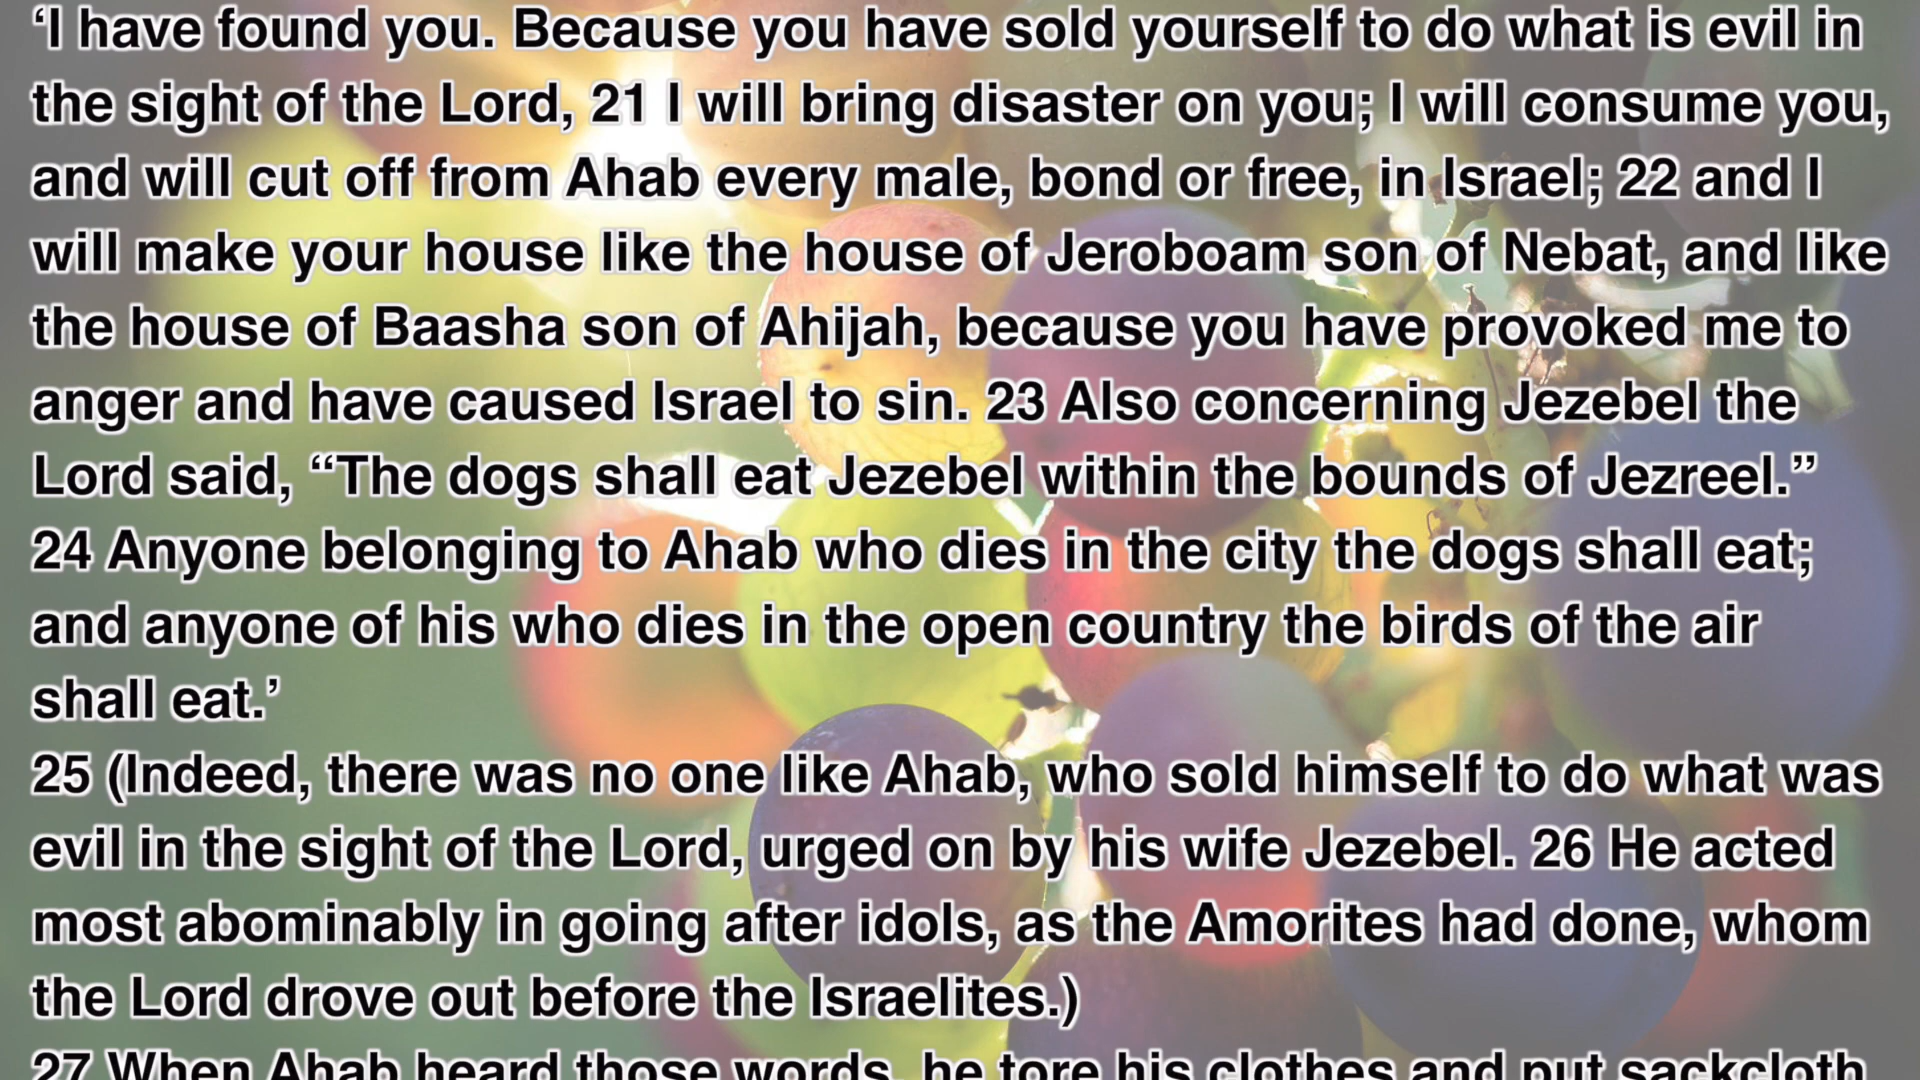 ‘I have found you. Because you have sold yourself to do what is evil in
the sight of the Lord, 21 I will bring disaster on you; I will consume you,
and will cut off from Ahab every male, bond or free, in Israel; 22 and I
will make your house like the house of Jeroboam son of Nebat, and like
the house of Baasha son of Ahijah, because you have provoked me to
anger and have caused Israel to sin. 23 Also concerning Jezebel the
Lord said, “The dogs shall eat Jezebel within the bounds of Jezreel.”
24 Anyone belonging to Ahab who dies in the city the dogs shall eat;
and anyone of his who dies in the open country the birds of the air
shall eat.’
25 (Indeed, there was no one like Ahab, who sold himself to do what was
evil in the sight of the Lord, urged on by his wife Jezebel. 26 He acted
most abominably in going after idols, as the Amorites had done, whom
the Lord drove out before the Israelites.)
27 When Ahab heard those words, he tore his clothes and put sackcloth